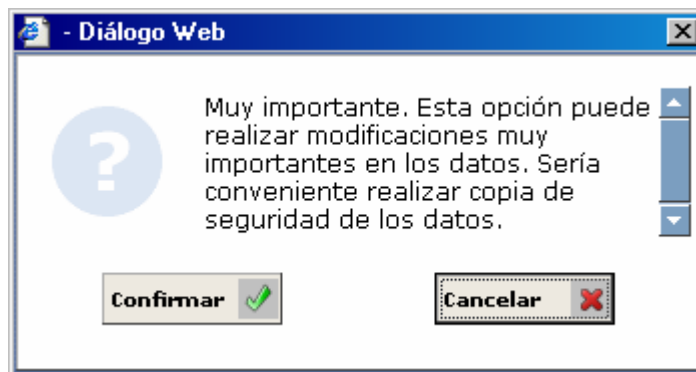 - Diálogo Web
Muy importante. Esta opción puede
realizar modificaciones muy
importantes en los datos. Sería
conveniente realizar copia de
seguridad de los datos.
Confirmar
Cancelar